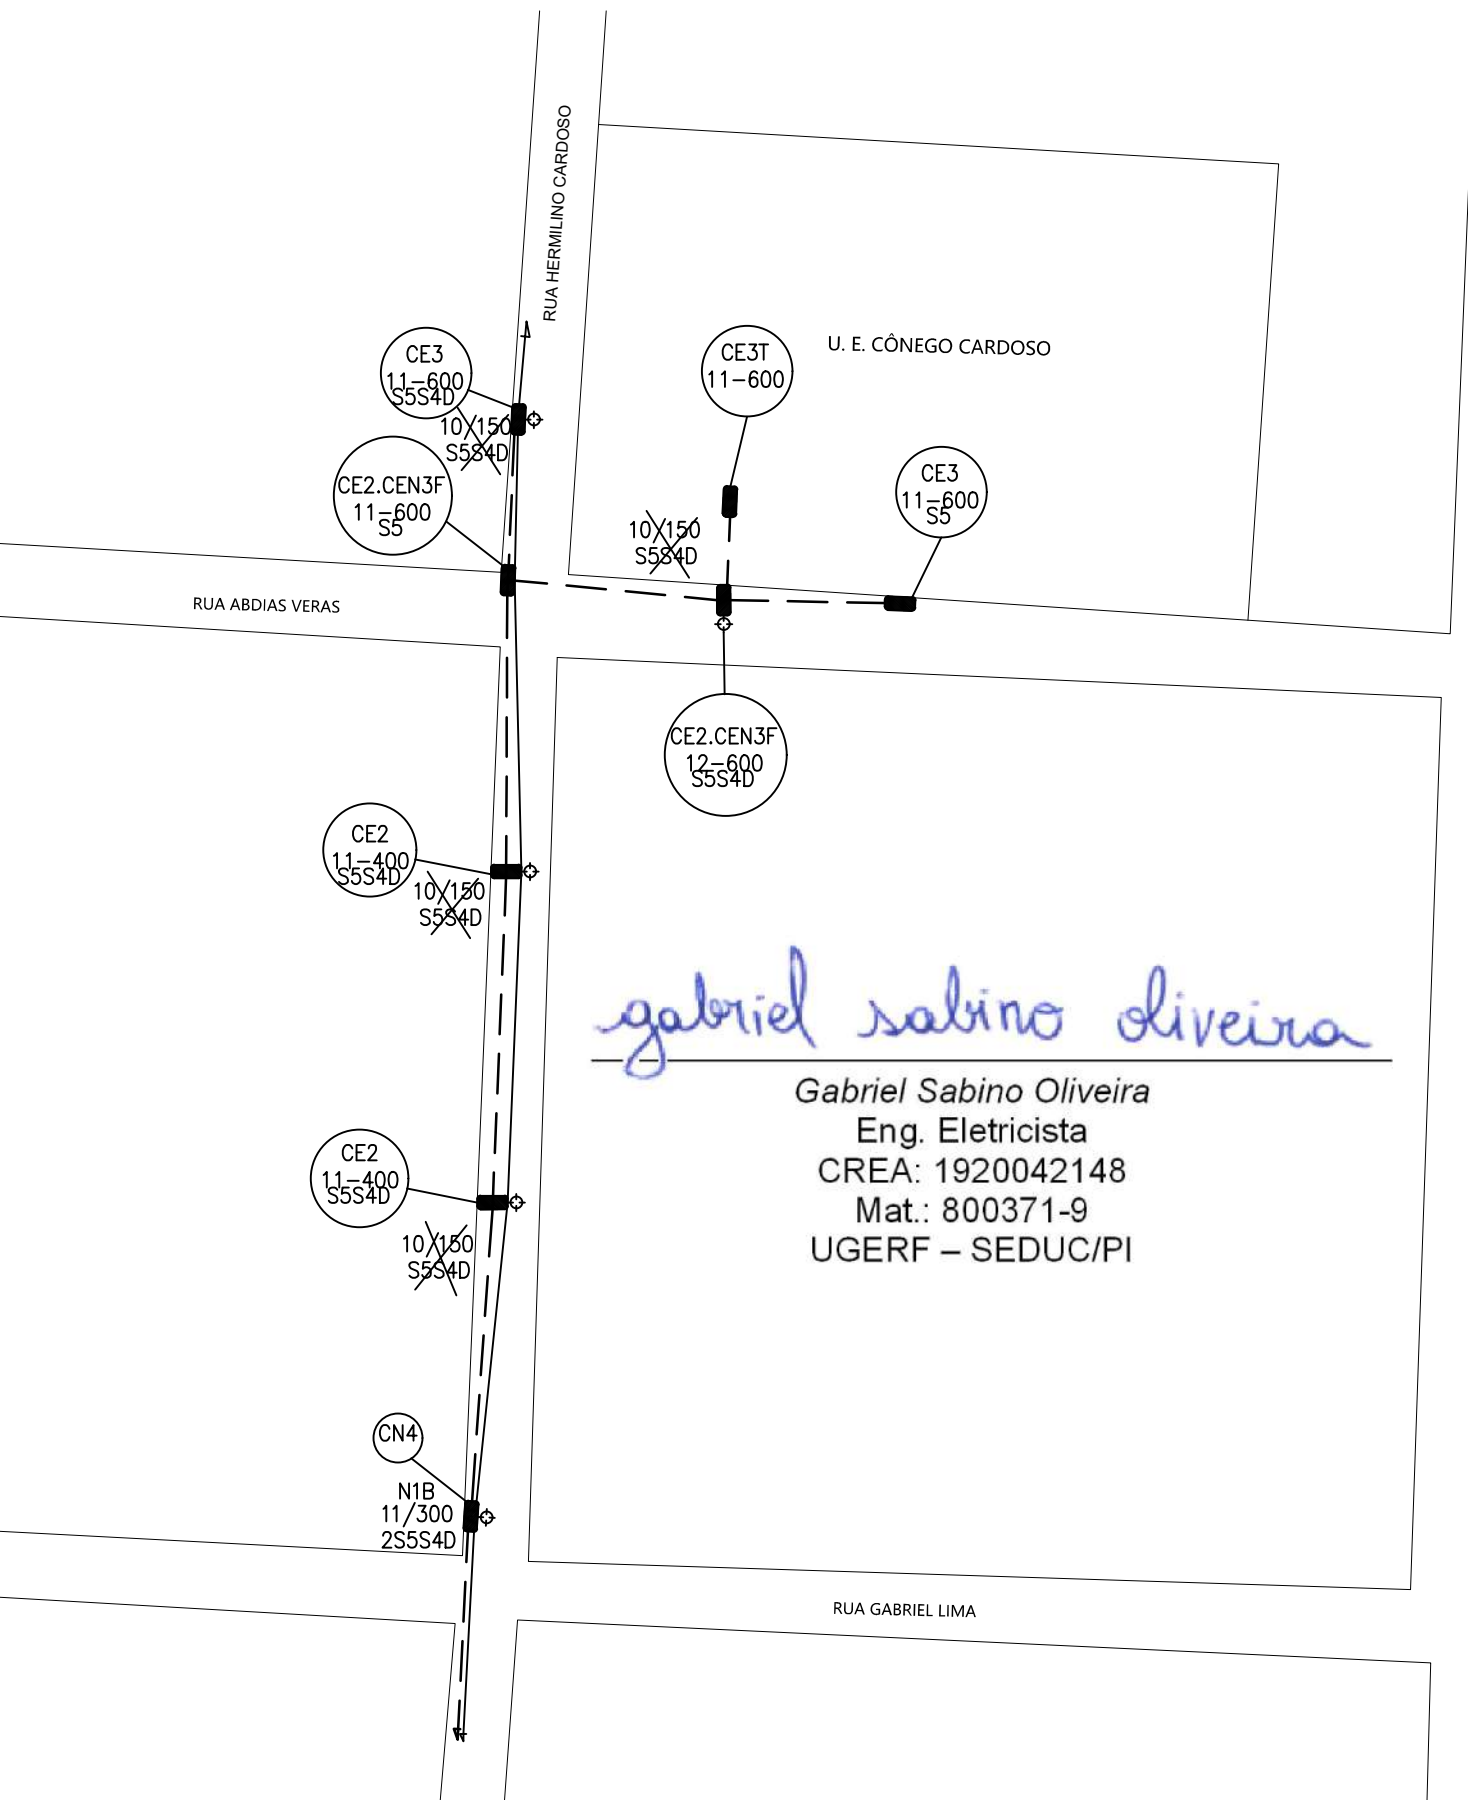 RUA HERMILINO CARDOSO
CE3
11-600
S5S4D
10/150
S5S4D
CE2.CEN3F
11-600
S5
CE3T
11-600
U. E. CÔNEGO CARDOSO
CE3
11-600
S5
10/150
S5S4D
RUA ABDIAS VERAS
CE2.CEN3F
12-600
S5S4D
CE2
11-400
S5S4D
10/150
S5S4D
gabriel sabino oliveira
Gabriel Sabino Oliveira
Eng. Eletricista
CREA: 1920042148
Mat.: 800371-9
UGERF – SEDUC/PI
CE2
11-400
S5S4D
10/150
S5S4D
CN4
N1B
11/300
2S5S4D
RUA GABRIEL LIMA